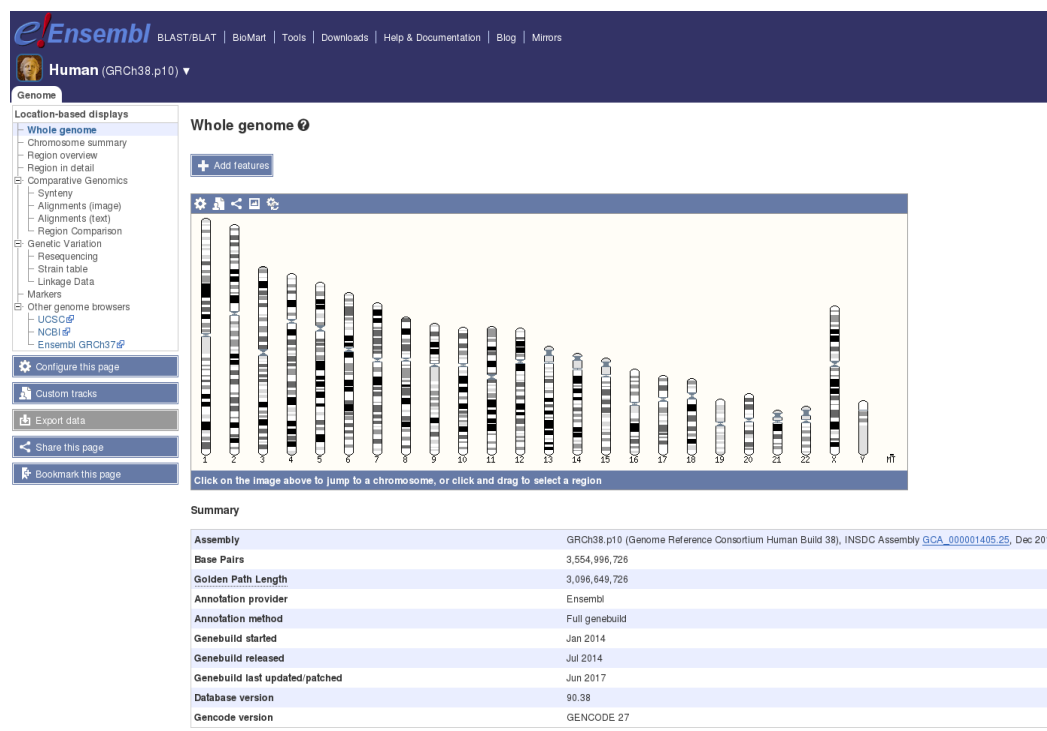 e!Ensembl BLAST/BLAT | BioMart | Tools | Downloads | Help & Documentation | Blog | Mirrors
Human (GRCh38.p10) ▼
Genome
Location-based displays
Whole genome
Chromosome summary
Region overview
Region in detail
Comparative Genomics
Synteny
Alignments (image)
Alignments (text)
Region Comparison
Genetic Variation
Resequencing
Strain table
Linkage Data
Markers
Other genome browsers
UCSC
NCBI
Ensembl GRCh37
Configure this page
Custom tracks
Export data
Share this page
Bookmark this page
Whole genome
Add features
1 2 3 4 5 6 7 8 9 10 11 12 13 14 15 16 17 18 19 20 21 22 X Y MT
Click on the image above to jump to a chromosome, or click and drag to select a region
Summary
Assembly GRCh38.p10 (Genome Reference Consortium Human Build 38), INSDC Assembly GCA_000001405.25, Dec 20
Base Pairs 3,554,996,726
Golden Path Length 3,096,649,726
Annotation provider Ensembl
Annotation method Full genebuild
Genebuild started Jan 2014
Genebuild released Jul 2014
Genebuild last updated/patched Jun 2017
Database version 90.38
Gencode version GENCODE 27